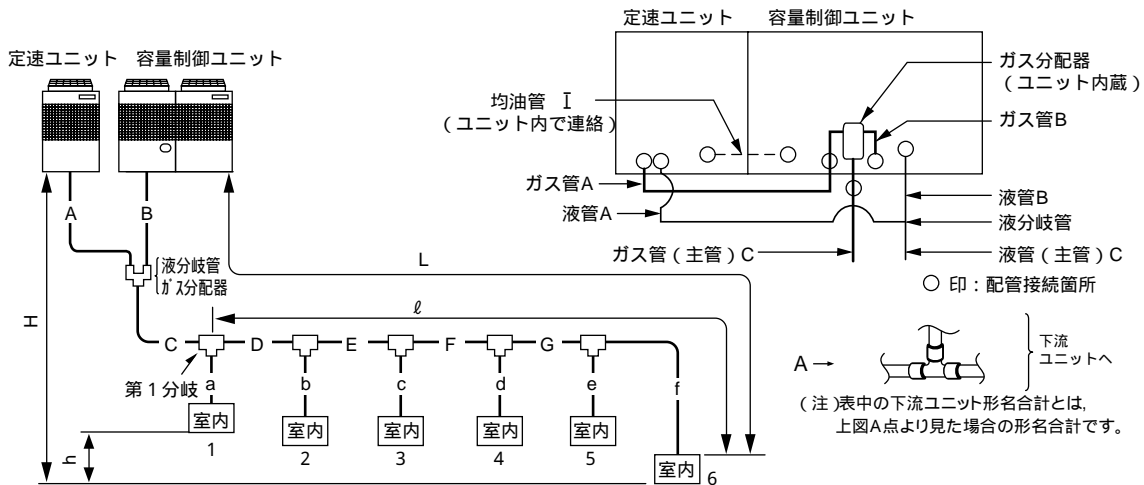 定速ユニット 容量制御ユニット
A
B
液分岐管
ガス分配器
H
L
ℓ
C
D
E
F
G
第1分岐
a
b
c
d
e
f
室内
1
室内
2
室内
3
室内
4
室内
5
室内
6
h
定速ユニット 容量制御ユニット
均油管 I
(ユニット内で連絡)
ガス分配器
(ユニット内蔵)
ガス管B
ガス管A
液管A
液管B
液分岐管
ガス管(主管)C
液管(主管)C
○ 印:配管接続箇所
A
下流
ユニットへ
(注)表中の下流ユニット形名合計とは,
上図A点より見た場合の形名合計です。